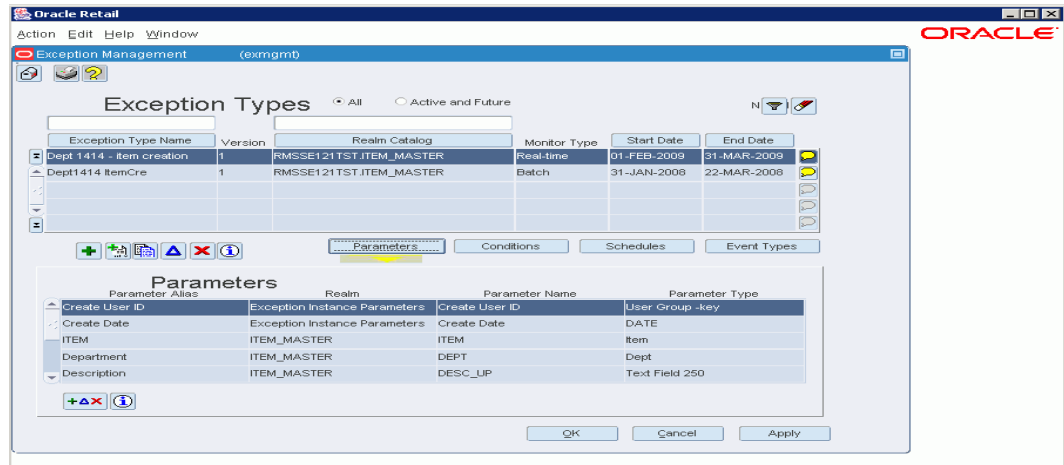 Oracle Retail
Action Edit Help Window
ORACLE
Exception Management (exmgmt)
Exception Types All Active and Future N
Exception Type Name Version Realm Catalog Monitor Type Start Date End Date
Dept 1414 - item creation 1 RMSSE121TST.ITEM_MASTER Real-time 01-FEB-2009 31-MAR-2009
Dept1414 ItemCre 1 RMSSE121TST.ITEM_MASTER Batch 31-JAN-2008 22-MAR-2008
Parameters Conditions Schedules Event Types
Parameters
Parameter Alias Realm Parameter Name Parameter Type
Create User ID Exception Instance Parameters Create User ID User Group -key
Create Date Exception Instance Parameters Create Date DATE
ITEM ITEM_MASTER ITEM Item
Department ITEM_MASTER DEPT Dept
Description ITEM_MASTER DESC_UP Text Field 250
OK Cancel Apply